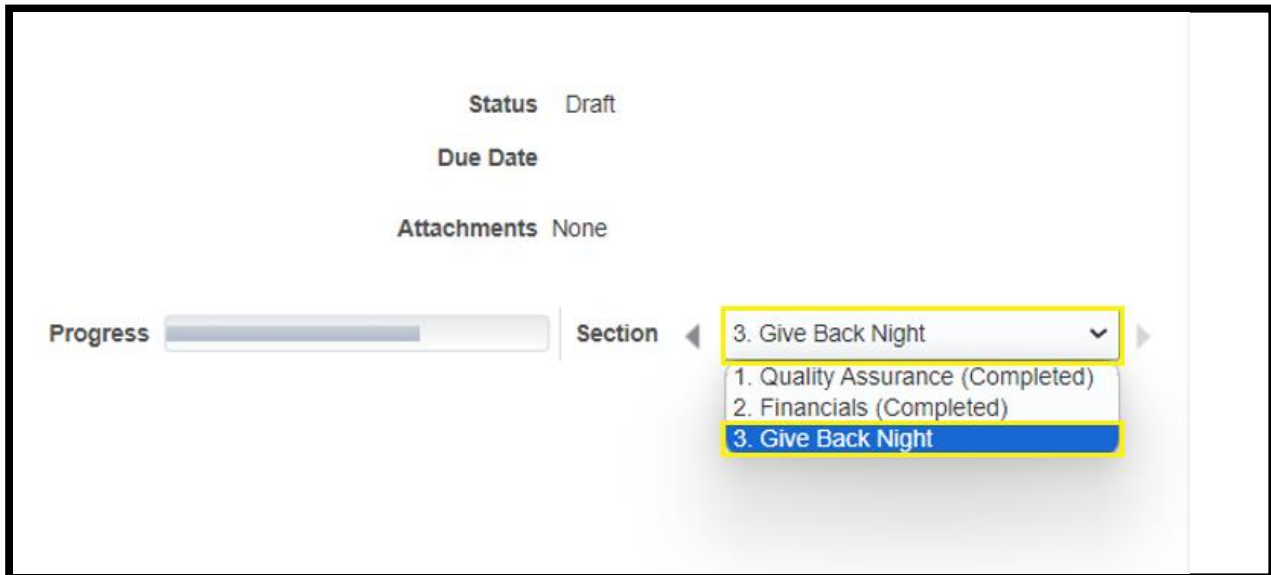 Status Draft
Due Date
Attachments None
Progress Section 3. Give Back Night
1. Quality Assurance (Completed)
2. Financials (Completed)
3. Give Back Night